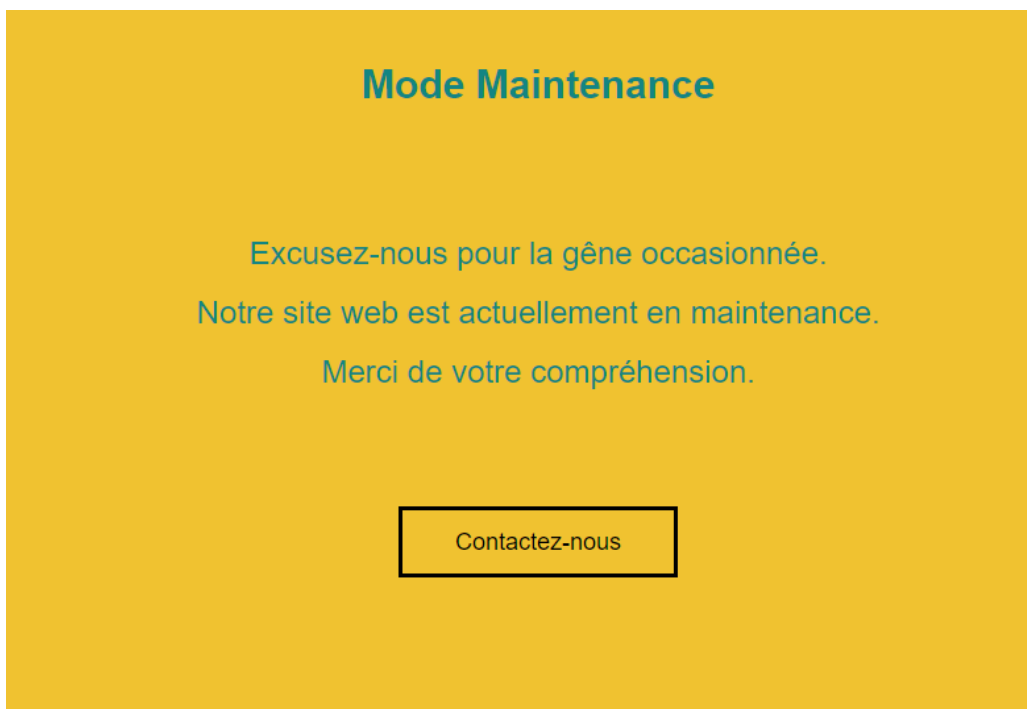 Mode Maintenance
Excusez-nous pour la gêne occasionnée.
Notre site web est actuellement en maintenance.
Merci de votre compréhension.
Contactez-nous